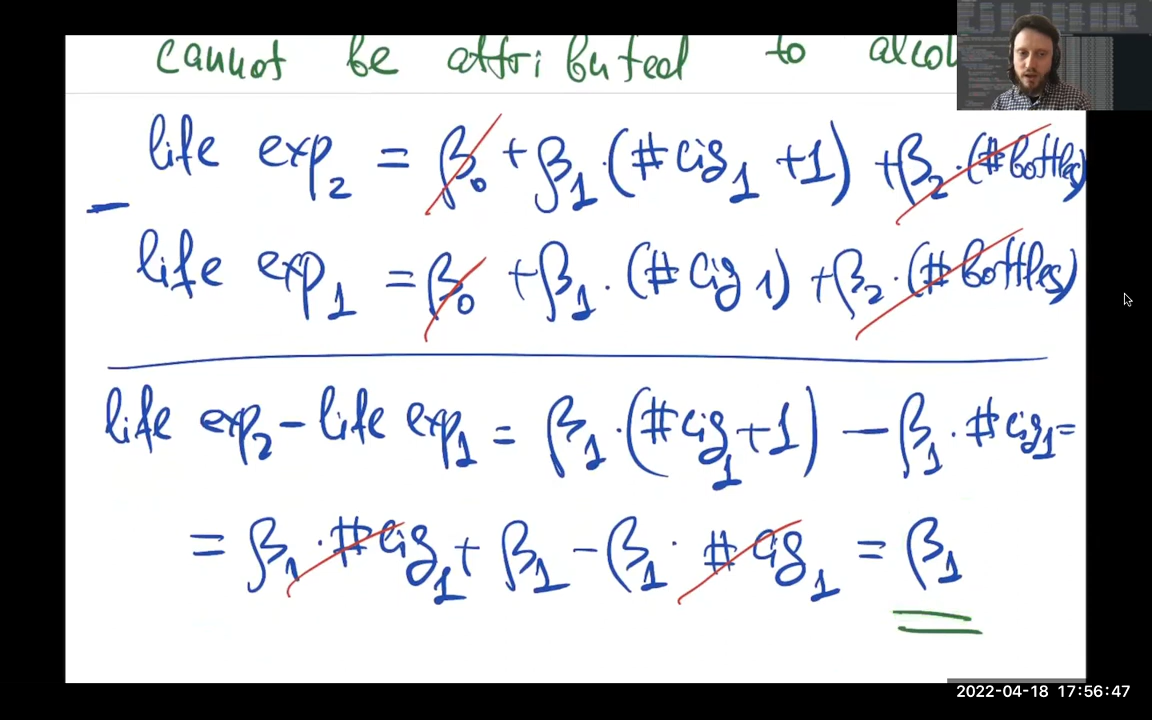 cannot be attributed to alcoh
life exp₂ = β₀ + β₁·(#cig₁ +1) +β₂·(#bottles)
—
life exp₁ = β₀ +β₁·(#cig 1) +β₂·(#bottles)
life exp₂ – life exp₁ = β₁·(#cig₁+1) – β₁·#cig₁=
= β₁·#cig₁+ β₁ – β₁·#cig₁ = β₁
2022-04-18 17:56:47